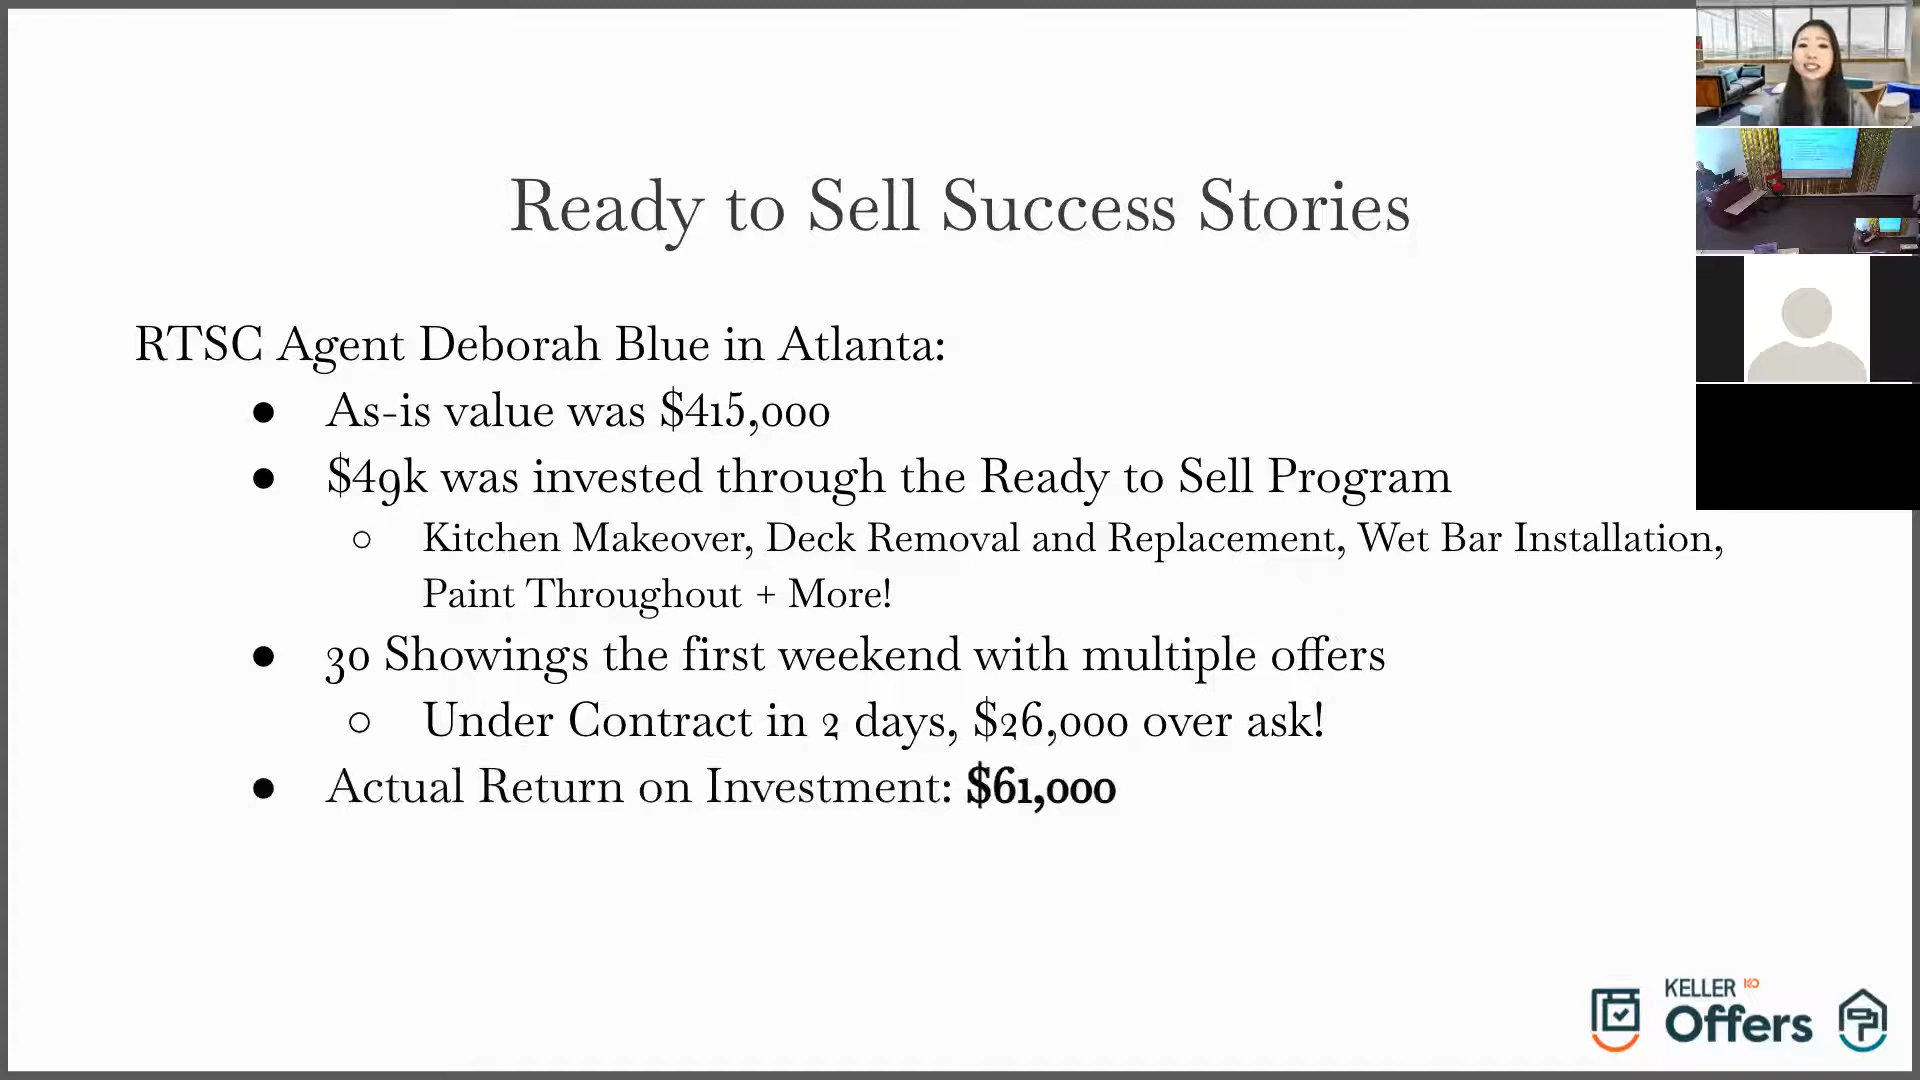 Ready to Sell Success Stories
RTSC Agent Deborah Blue in Atlanta:
● As-is value was $415,000
● $49k was invested through the Ready to Sell Program
○ Kitchen Makeover, Deck Removal and Replacement, Wet Bar Installation,
Paint Throughout + More!
● 30 Showings the first weekend with multiple offers
○ Under Contract in 2 days, $26,000 over ask!
● Actual Return on Investment: $61,000
KELLER KO
Offers